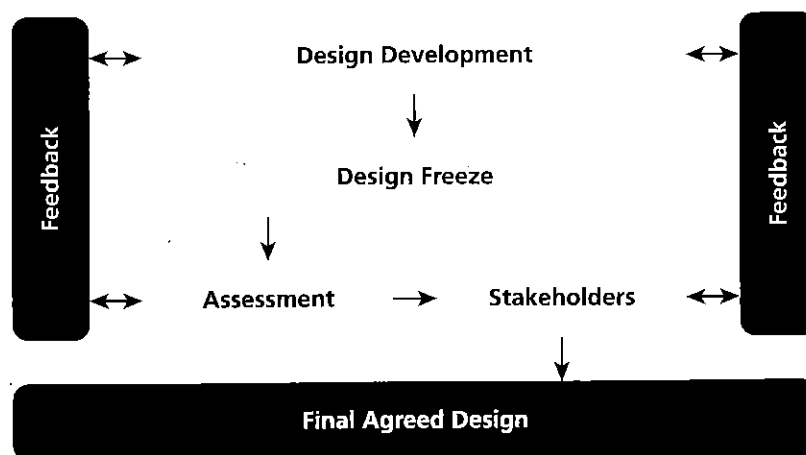 Design Development
Feedback
Feedback
Design Freeze
Assessment
Stakeholders
Final Agreed Design